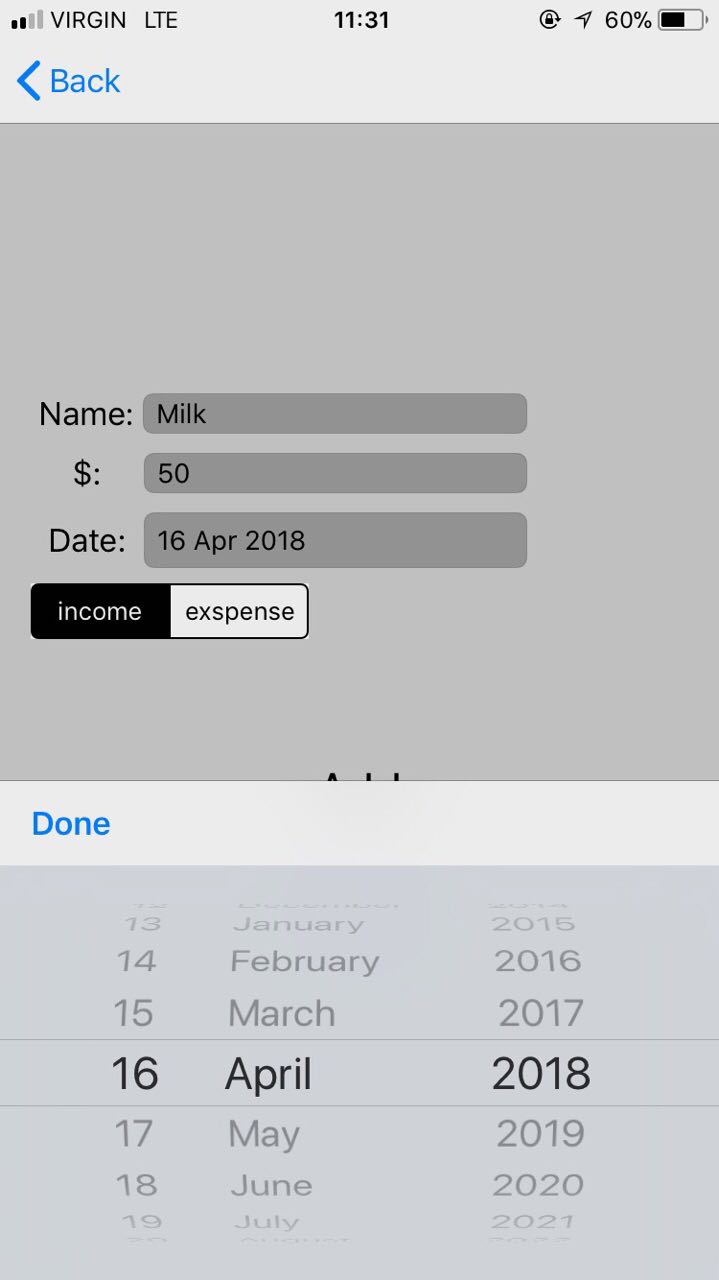 VIRGIN LTE 11:31 60%
Back
Name: Milk
$: 50
Date: 16 Apr 2018
income exspense
Done
13 January 2015
14 February 2016
15 March 2017
16 April 2018
17 May 2019
18 June 2020
19 July 2021